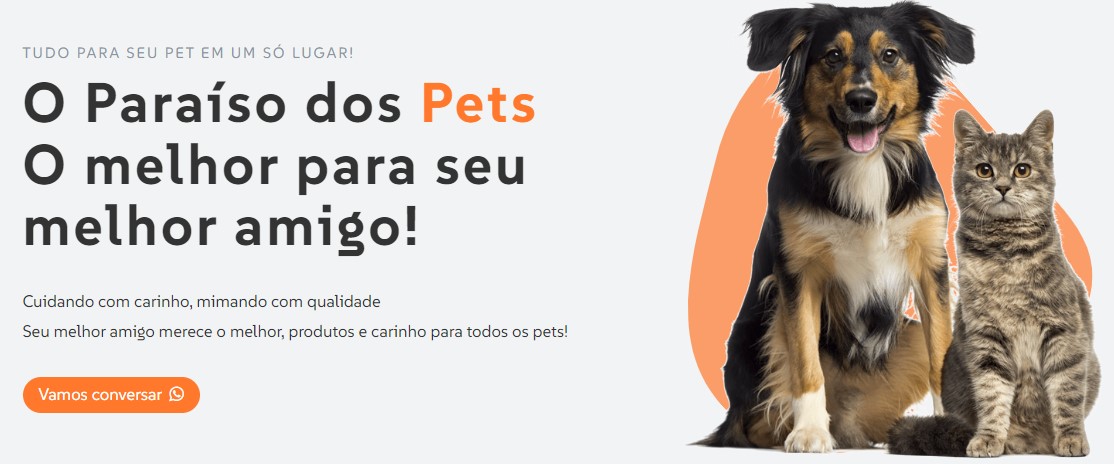 TUDO PARA SEU PET EM UM SÓ LUGAR!
O Paraíso dos Pets
O melhor para seu
melhor amigo!
Cuidando com carinho, mimando com qualidade
Seu melhor amigo merece o melhor, produtos e carinho para todos os pets!
Vamos conversar